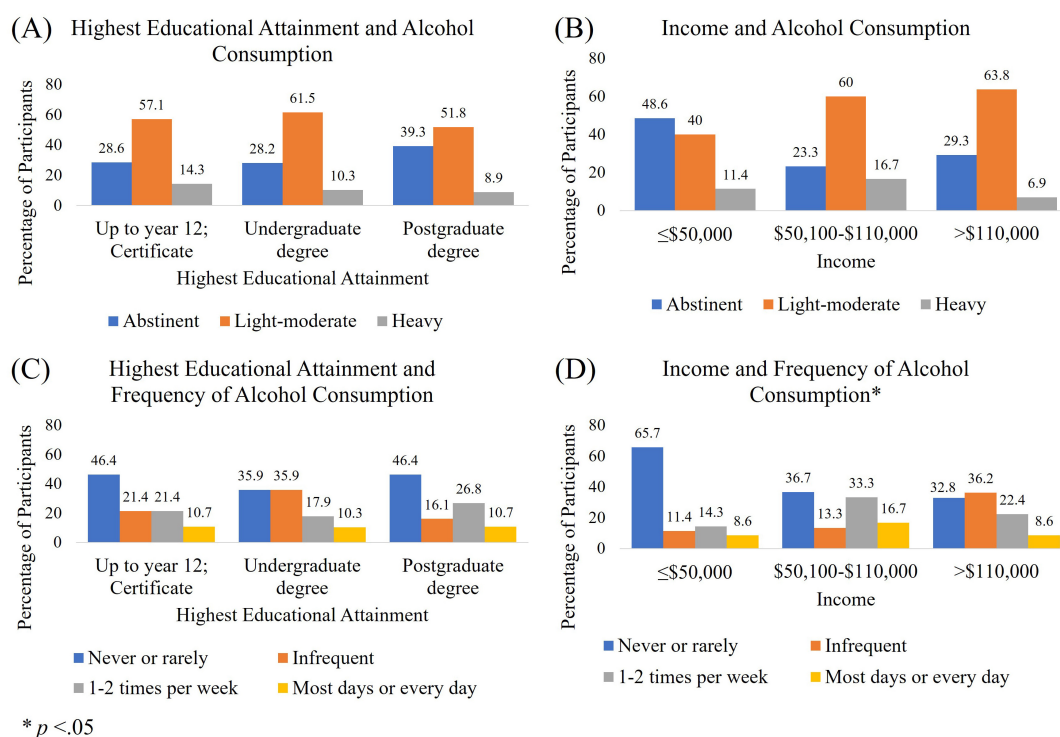 (A)
Highest Educational Attainment and Alcohol
Consumption
Percentage of Participants
80
60
40
20
0
28.6
57.1
14.3
28.2
61.5
10.3
39.3
51.8
8.9
Up to year 12;
Certificate
Undergraduate
degree
Postgraduate
degree
Highest Educational Attainment
Abstinent Light-moderate Heavy
(B)
Income and Alcohol Consumption
Percentage of Participants
80
60
40
20
0
48.6
40
11.4
23.3
60
16.7
29.3
63.8
6.9
≤$50,000 $50,100-$110,000 >$110,000
Income
Abstinent Light-moderate Heavy
(C)
Highest Educational Attainment and
Frequency of Alcohol Consumption
Percentage of Participants
80
60
40
20
0
46.4
21.4
21.4
10.7
35.9
35.9
17.9
10.3
46.4
16.1
26.8
10.7
Up to year 12;
Certificate
Undergraduate
degree
Postgraduate
degree
Highest Educational Attainment
Never or rarely Infrequent
1-2 times per week Most days or every day
(D)
Income and Frequency of Alcohol
Consumption*
Percentage of Participants
80
60
40
20
0
65.7
11.4
14.3
8.6
36.7
13.3
33.3
16.7
32.8
36.2
22.4
8.6
≤$50,000 $50,100-$110,000 >$110,000
Income
Never or rarely Infrequent
1-2 times per week Most days or every day
* p <.05